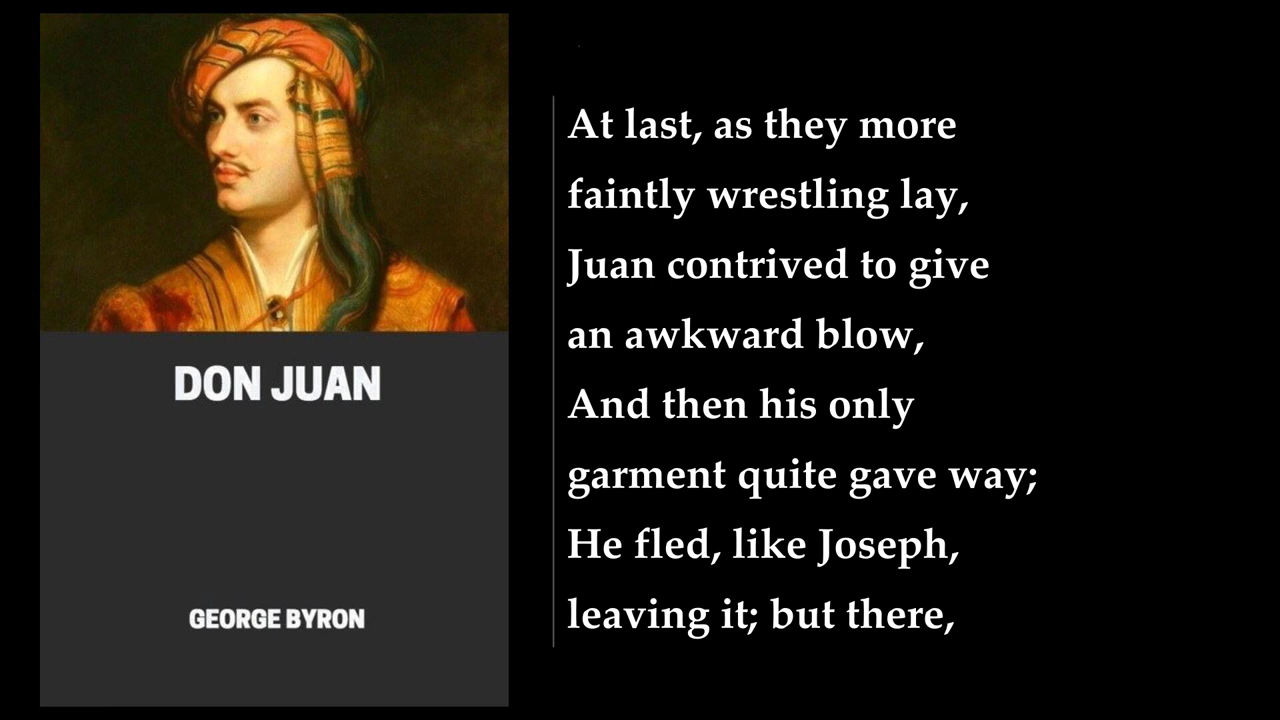 DON JUAN
GEORGE BYRON
At last, as they more
faintly wrestling lay,
Juan contrived to give
an awkward blow,
And then his only
garment quite gave way;
He fled, like Joseph,
leaving it; but there,